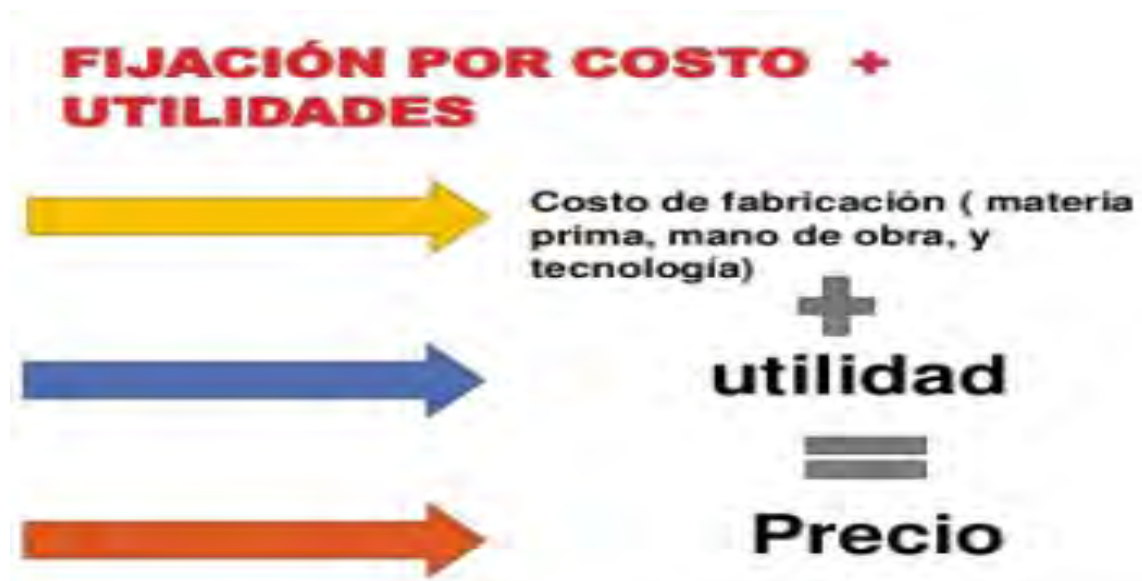 FIJACIÓN POR COSTO +
UTILIDADES
Costo de fabricación ( materia
prima, mano de obra, y
tecnología)
+
utilidad
=
Precio